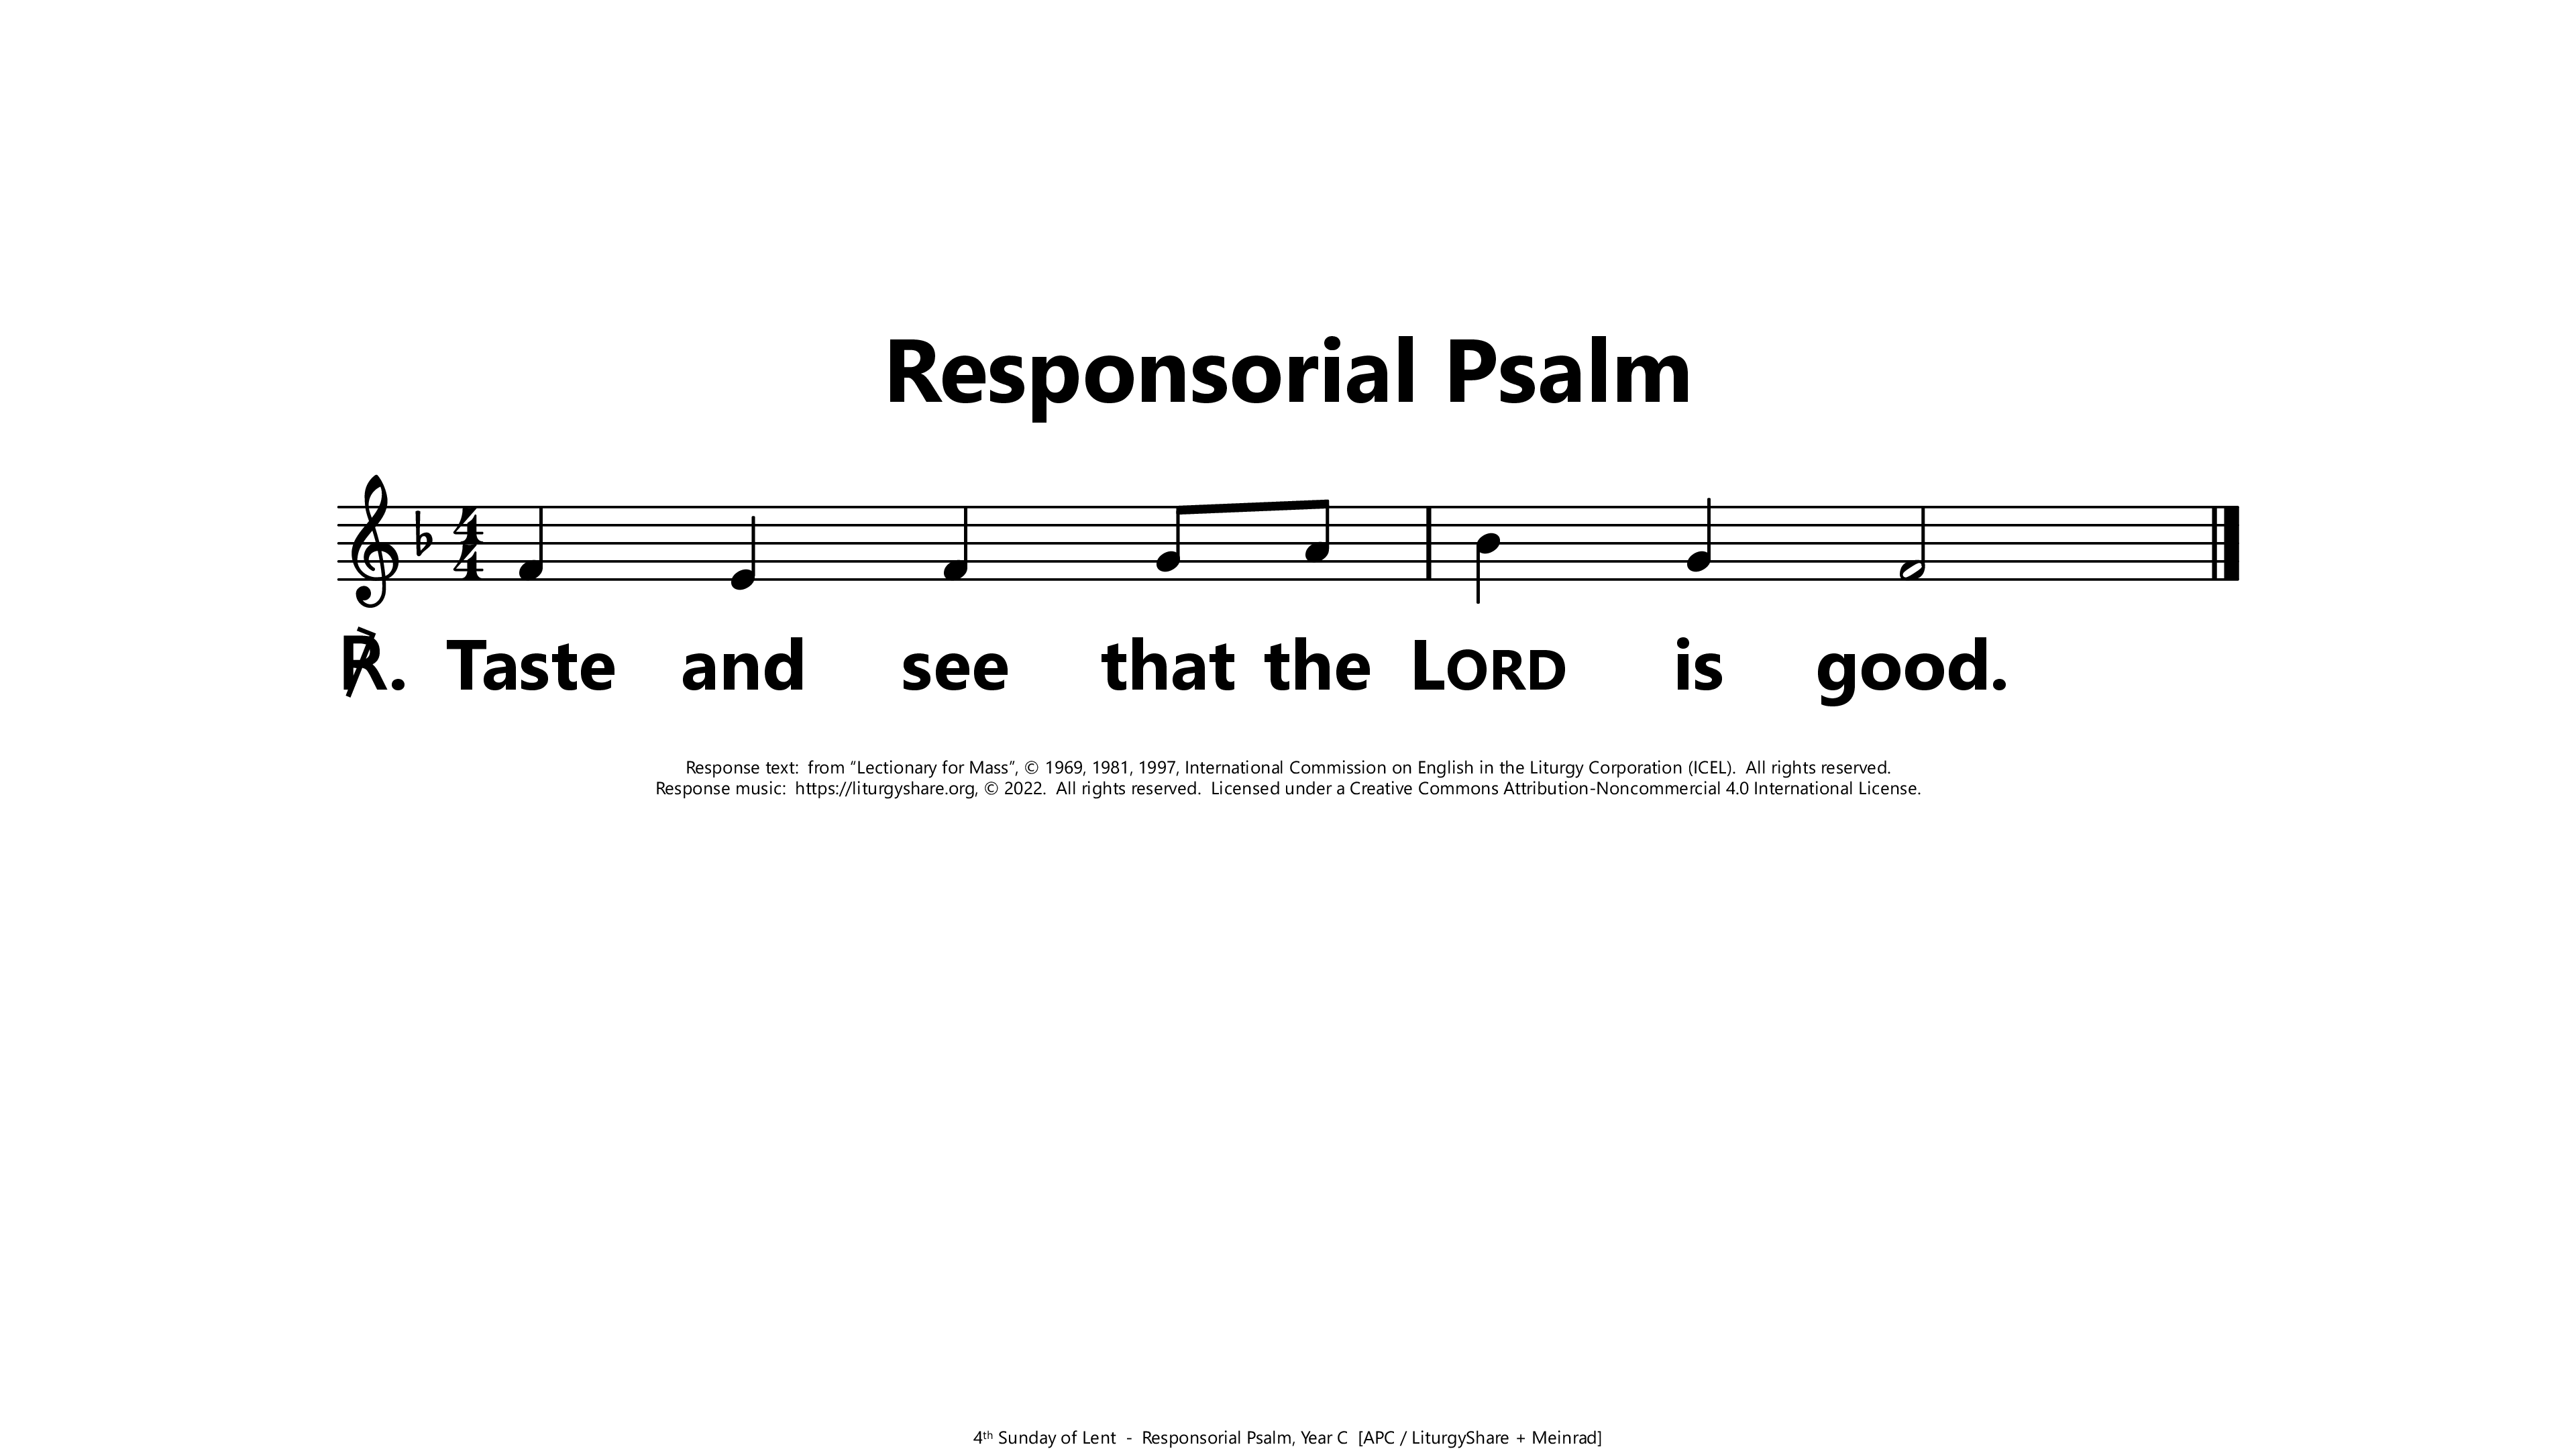 Responsorial Psalm
℟. Taste and see that the LORD is good.
Response text: from “Lectionary for Mass”, © 1969, 1981, 1997, International Commission on English in the Liturgy Corporation (ICEL). All rights reserved.
Response music: https://liturgyshare.org, © 2022. All rights reserved. Licensed under a Creative Commons Attribution-Noncommercial 4.0 International License.
4th Sunday of Lent - Responsorial Psalm, Year C [APC / LiturgyShare + Meinrad]